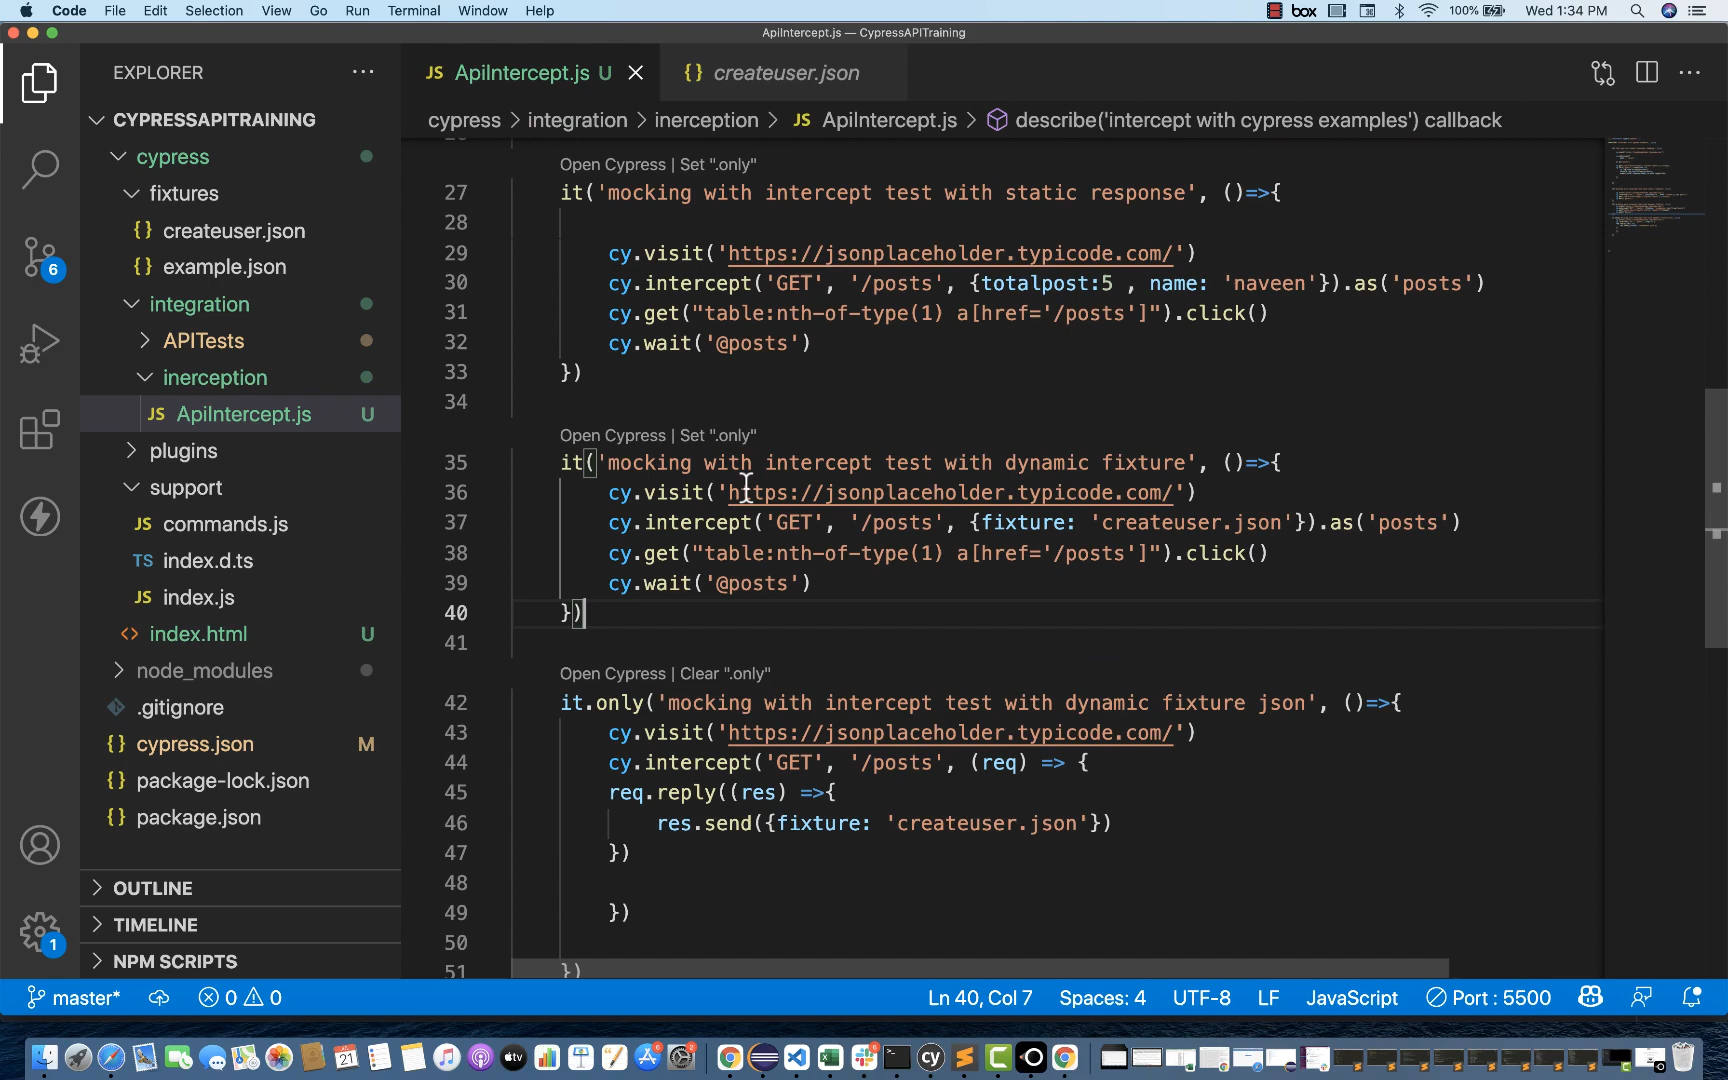 Code File Edit Selection View Go Run Terminal Window Help box 100% Wed 1:34 PM
ApiIntercept.js — CypressAPITraining
EXPLORER
JS ApiIntercept.js U
{} createuser.json
cypress > integration > inerception > JS ApiIntercept.js > describe('intercept with cypress examples') callback
CYPRESSAPITRAINING
cypress
fixtures
{} createuser.json
{} example.json
integration
APITests
inerception
JS ApiIntercept.js U
plugins
support
JS commands.js
TS index.d.ts
JS index.js
<> index.html U
node_modules
.gitignore
{} cypress.json M
{} package-lock.json
{} package.json
OUTLINE
TIMELINE
NPM SCRIPTS
6
1
Open Cypress | Set ".only"
27 it('mocking with intercept test with static response', ()=>{
28
29 cy.visit('https://jsonplaceholder.typicode.com/')
30 cy.intercept('GET', '/posts', {totalpost:5 , name: 'naveen'}).as('posts')
31 cy.get("table:nth-of-type(1) a[href='/posts']").click()
32 cy.wait('@posts')
33 })
34
Open Cypress | Set ".only"
35 it('mocking with intercept test with dynamic fixture', ()=>{
36 cy.visit('https://jsonplaceholder.typicode.com/')
37 cy.intercept('GET', '/posts', {fixture: 'createuser.json'}).as('posts')
38 cy.get("table:nth-of-type(1) a[href='/posts']").click()
39 cy.wait('@posts')
40 })
41
Open Cypress | Clear ".only"
42 it.only('mocking with intercept test with dynamic fixture json', ()=>{
43 cy.visit('https://jsonplaceholder.typicode.com/')
44 cy.intercept('GET', '/posts', (req) => {
45 req.reply((res) =>{
46 res.send({fixture: 'createuser.json'})
47 })
48
49 })
50
51 })
master* 0 0 Ln 40, Col 7 Spaces: 4 UTF-8 LF JavaScript Port : 5500